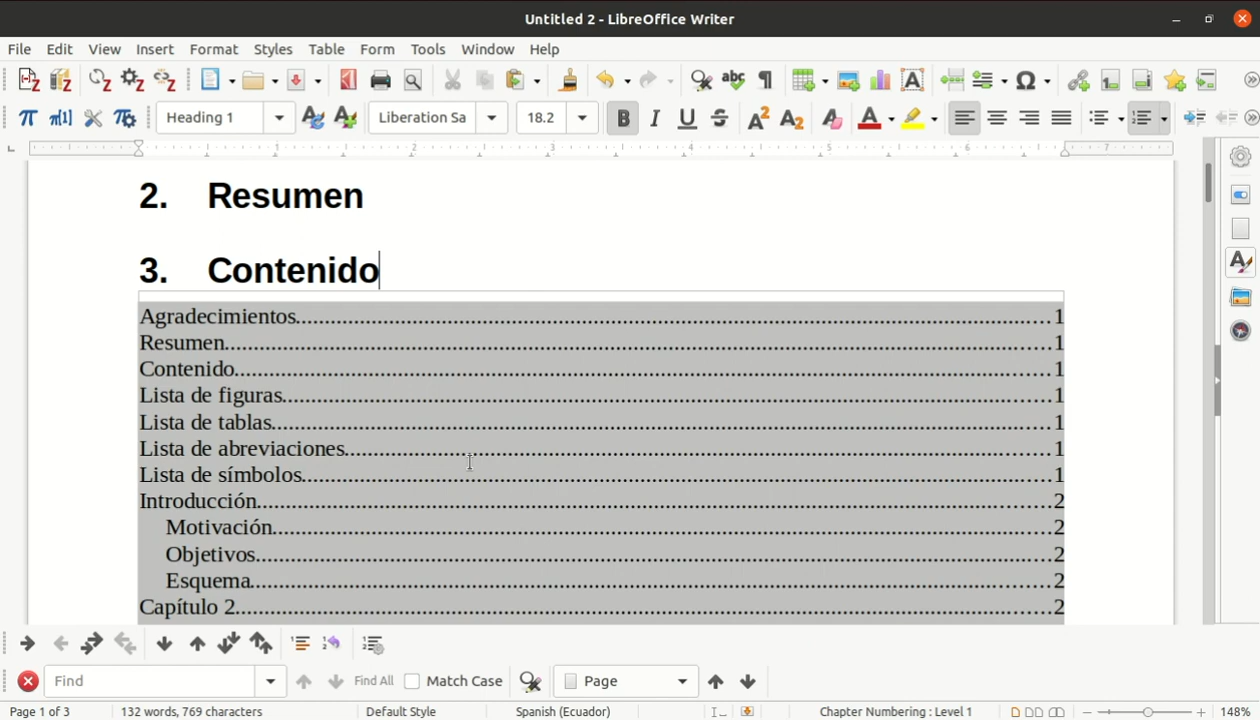 Untitled 2 - LibreOffice Writer
File Edit View Insert Format Styles Table Form Tools Window Help
Heading 1 Liberation Sa 18.2
2. Resumen
3. Contenido
Agradecimientos 1
Resumen 1
Contenido 1
Lista de figuras 1
Lista de tablas 1
Lista de abreviaciones 1
Lista de símbolos 1
Introducción 2
Motivación 2
Objetivos 2
Esquema 2
Capítulo 2 2
Find Find All Match Case Page
Page 1 of 3 132 words, 769 characters Default Style Spanish (Ecuador) Chapter Numbering : Level 1 148%